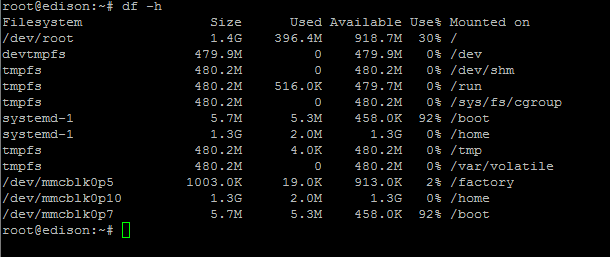 root@edison:~# df -h
Filesystem Size Used Available Use% Mounted on
/dev/root 1.4G 396.4M 918.7M 30% /
devtmpfs 479.9M 0 479.9M 0% /dev
tmpfs 480.2M 0 480.2M 0% /dev/shm
tmpfs 480.2M 516.0K 479.7M 0% /run
tmpfs 480.2M 0 480.2M 0% /sys/fs/cgroup
systemd-1 5.7M 5.3M 458.0K 92% /boot
systemd-1 1.3G 2.0M 1.3G 0% /home
tmpfs 480.2M 4.0K 480.2M 0% /tmp
tmpfs 480.2M 0 480.2M 0% /var/volatile
/dev/mmcblk0p5 1003.0K 19.0K 913.0K 2% /factory
/dev/mmcblk0p10 1.3G 2.0M 1.3G 0% /home
/dev/mmcblk0p7 5.7M 5.3M 458.0K 92% /boot
root@edison:~#